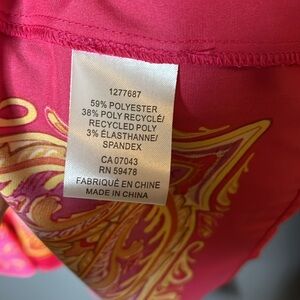 1277687
59% POLYESTER
38% POLY RECYCLÉ/
RECYCLED POLY
3% ÉLASTHANNE/
SPANDEX
CA 07043
RN 59478
FABRIQUÉ EN CHINE
MADE IN CHINA